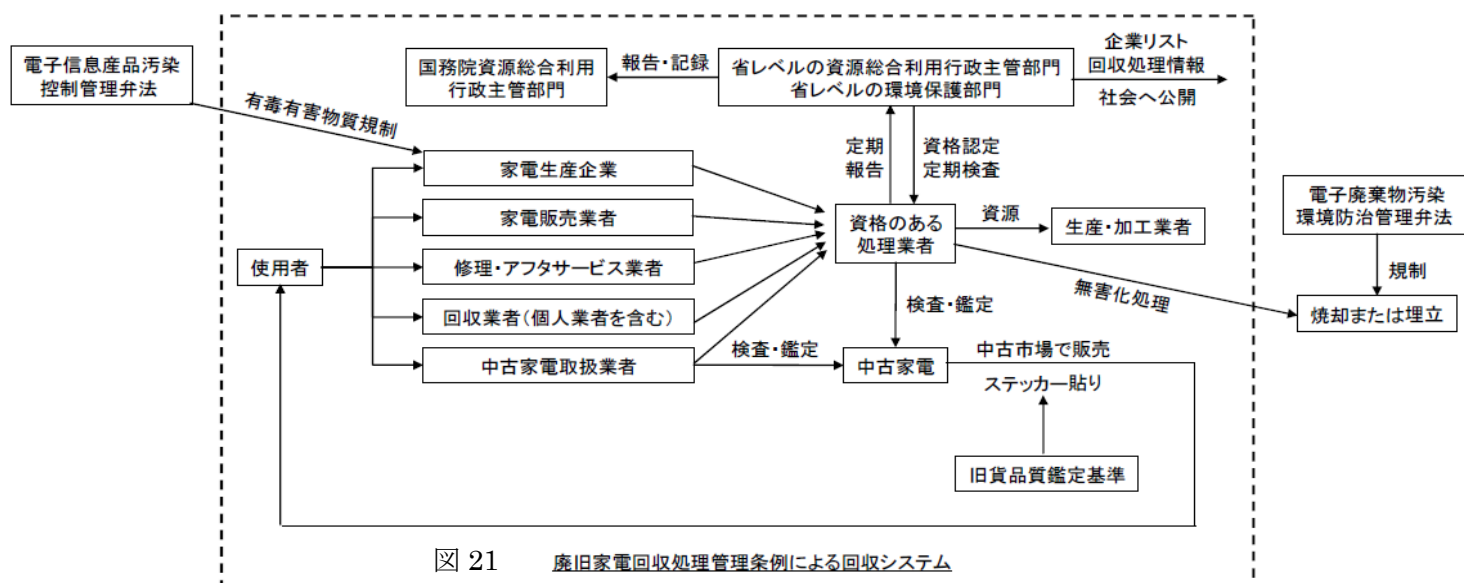 電子信息産品汚染
控制管理弁法
国務院資源総合利用
行政主管部門
報告・記録
省レベルの資源総合利用行政主管部門
省レベルの環境保護部門
企業リスト
回収処理情報
社会へ公開
有毒有害物質規制
定期
報告
資格認定
定期検査
家電生産企業
家電販売業者
修理・アフタサービス業者
回収業者(個人業者を含む)
中古家電取扱業者
使用者
資格のある
処理業者
資源
生産・加工業者
電子廃棄物汚染
環境防治管理弁法
規制
無害化処理
焼却または埋立
検査・鑑定
検査・鑑定
中古家電
中古市場で販売
ステッカー貼り
旧貨品質鑑定基準
図 21 廃旧家電回収処理管理条例による回収システム